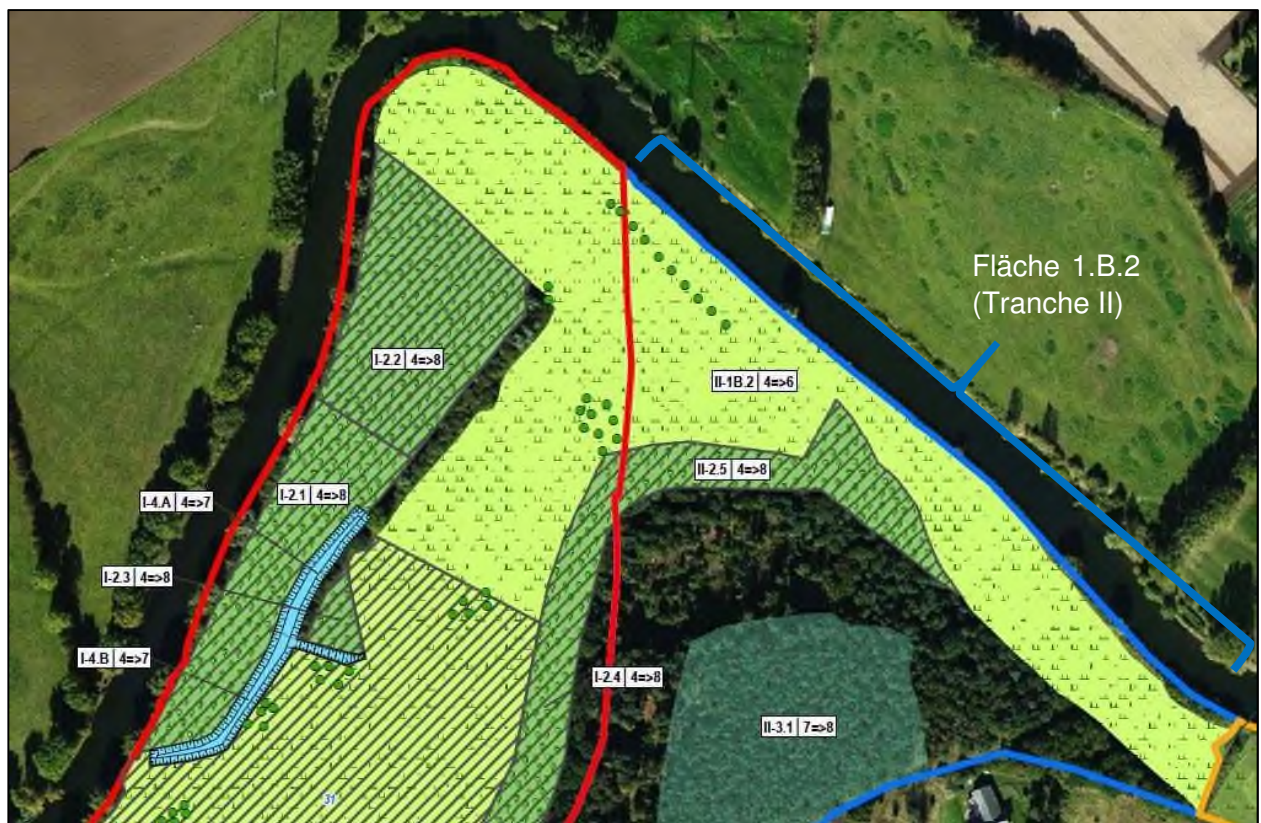 Fläche 1.B.2
(Tranche II)
I-2.2 4=>8
II-1B.2 4=>6
II-2.5 4=>8
I-2.1 4=>8
I-4.A 4=>7
I-2.3 4=>8
I-4.B 4=>7
I-2.4 4=>8
II-3.1 7=>8
31